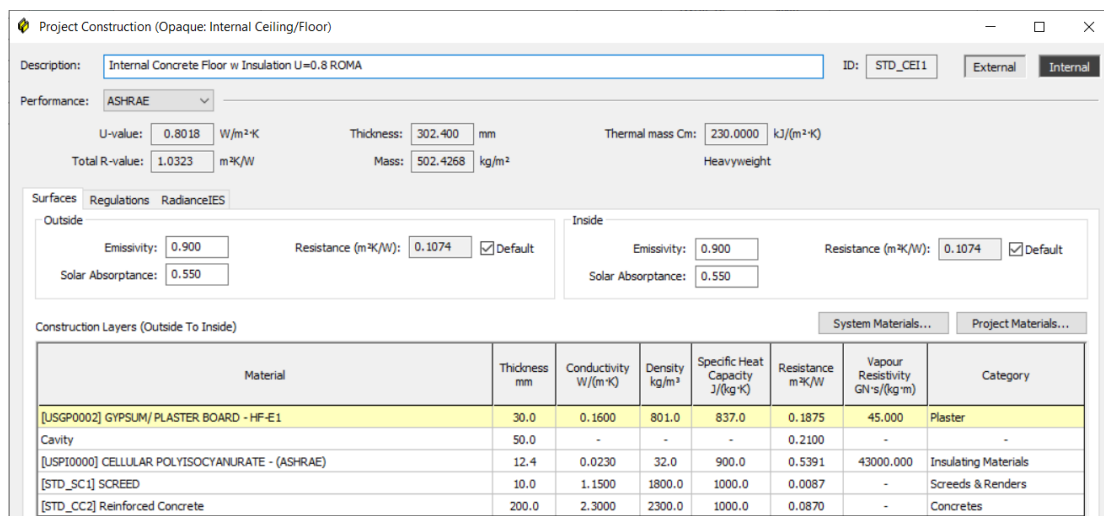 Project Construction (Opaque: Internal Ceiling/Floor)
Description: Internal Concrete Floor w Insulation U=0.8 ROMA ID: STD_CEI1 External Internal
Performance: ASHRAE
U-value: 0.8018 W/m²·K Thickness: 302.400 mm Thermal mass Cm: 230.0000 kJ/(m²·K)
Total R-value: 1.0323 m²K/W Mass: 502.4268 kg/m² Heavyweight
Surfaces Regulations RadianceIES
Outside Inside
Emissivity: 0.900 Resistance (m²K/W): 0.1074 Default Emissivity: 0.900 Resistance (m²K/W): 0.1074 Default
Solar Absorptance: 0.550 Solar Absorptance: 0.550
Construction Layers (Outside To Inside) System Materials... Project Materials...
Material Thickness mm Conductivity W/(m·K) Density kg/m³ Specific Heat Capacity J/(kg·K) Resistance m²K/W Vapour Resistivity GN·s/(kg·m) Category
[USGP0002] GYPSUM/ PLASTER BOARD - HF-E1 30.0 0.1600 801.0 837.0 0.1875 45.000 Plaster
Cavity 50.0 - - - 0.2100 - -
[USPI0000] CELLULAR POLYISOCYANURATE - (ASHRAE) 12.4 0.0230 32.0 900.0 0.5391 43000.000 Insulating Materials
[STD_SC1] SCREED 10.0 1.1500 1800.0 1000.0 0.0087 - Screeds & Renders
[STD_CC2] Reinforced Concrete 200.0 2.3000 2300.0 1000.0 0.0870 - Concretes